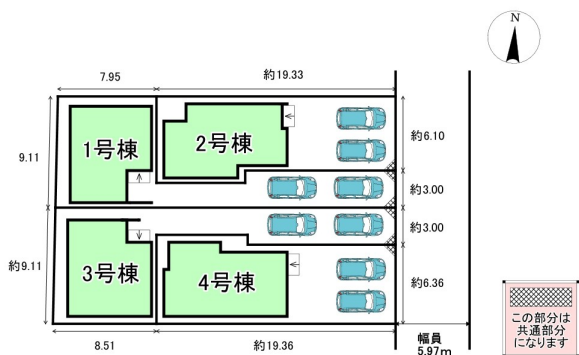 N
7.95
約19.33
9.11
1号棟
2号棟
約6.10
約3.00
約3.00
約9.11
3号棟
4号棟
約6.36
8.51
約19.36
幅員
5.97m
この部分は
共通部分
になります